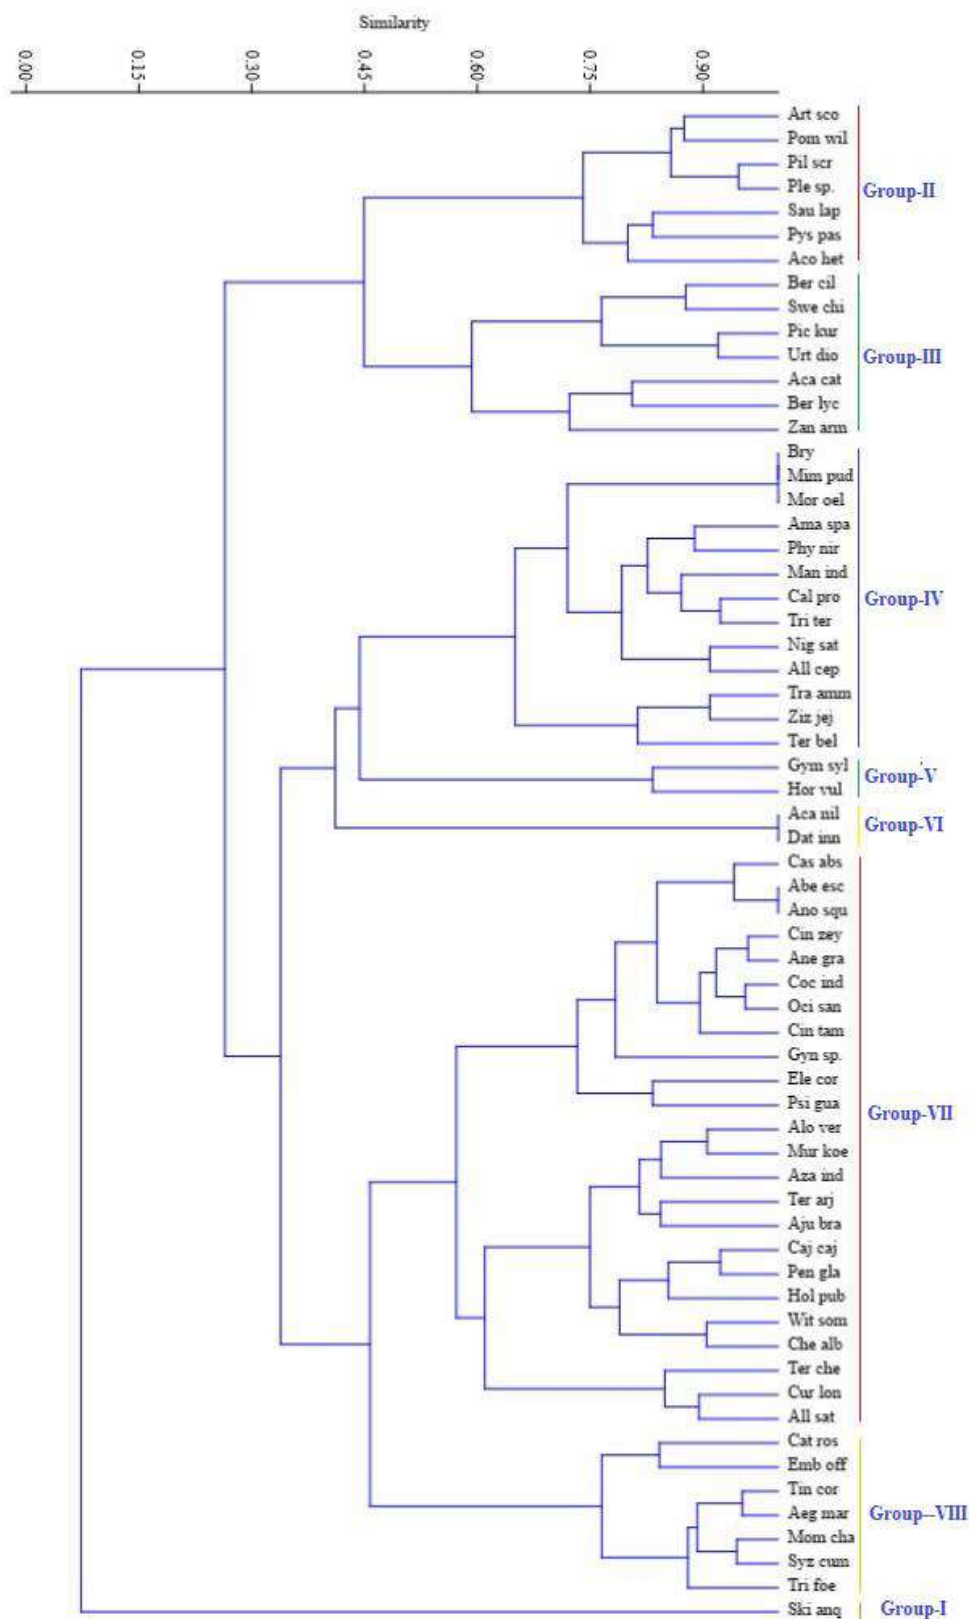 Similarity
0.00 0.15 0.30 0.45 0.60 0.75 0.90
Art sco
Pom wil
Pil scr
Ple sp.
Group-II
Sau lap
Pys pas
Aco het
Ber cil
Swe chi
Pic kur
Urt dio
Group-III
Aca cat
Ber lyc
Zan arm
Bry
Mim pud
Mor oel
Ama spa
Phy nir
Man ind
Cal pro
Group-IV
Tri ter
Nig sat
All cep
Tra amm
Ziz jej
Ter bel
Gym syl
Group-V
Hor vul
Aca nil
Group-VI
Dat inn
Cas abs
Abe esc
Ano squ
Cin zey
Ane gra
Coc ind
Oci san
Cin tam
Gyn sp.
Ele cor
Psi gua
Group-VII
Alo ver
Mur koe
Aza ind
Ter arj
Aju bra
Caj caj
Pen gla
Hol pub
Wit som
Che alb
Ter che
Cur lon
All sat
Cat ros
Emb off
Tin cor
Aeg mar
Group--VIII
Mom cha
Syz cum
Tri foe
Ski anq
Group-I